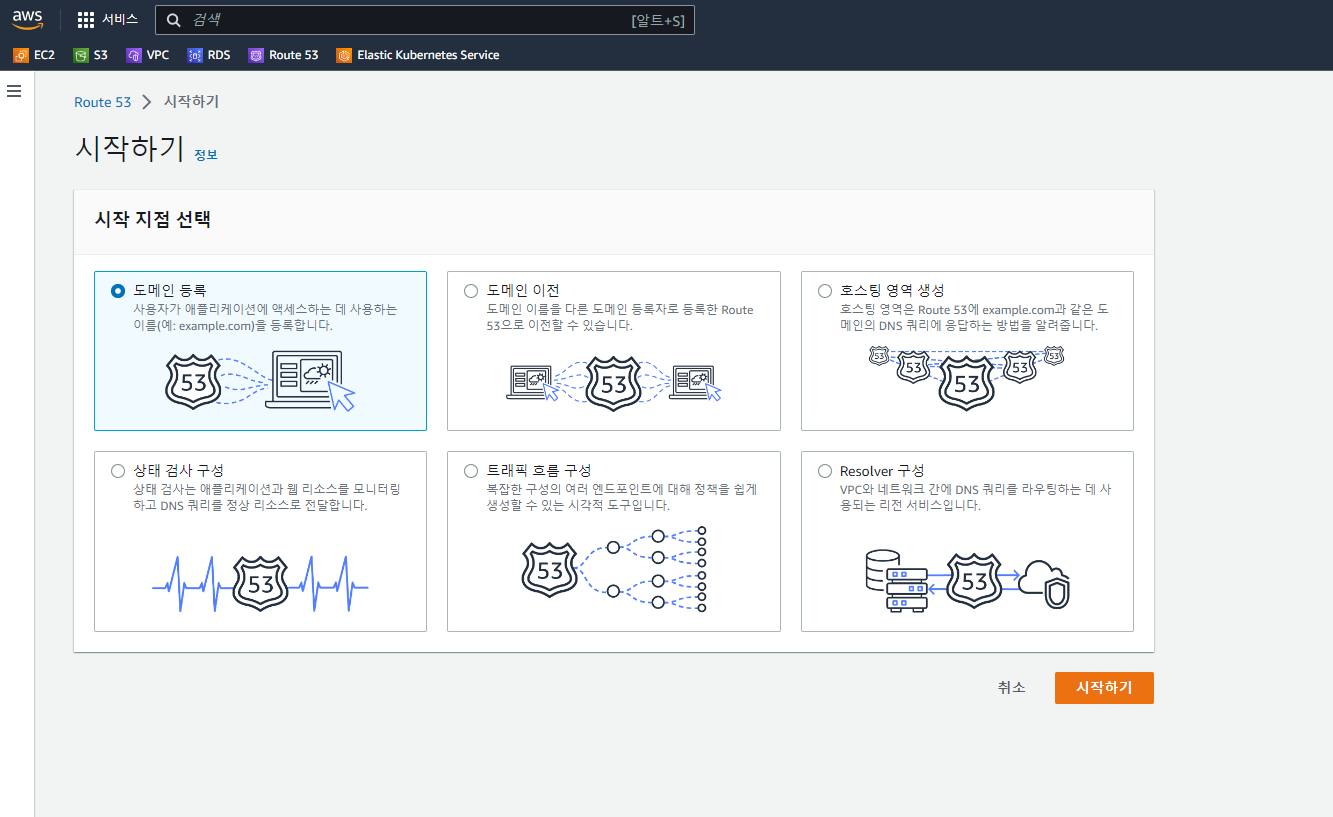 aws 서비스 검색 [알트+S]
EC2 S3 VPC RDS Route 53 Elastic Kubernetes Service
Route 53 시작하기
시작하기 정보
시작 지점 선택
도메인 등록
사용자가 애플리케이션에 액세스하는 데 사용하는
이름(예: example.com)을 등록합니다.
53
도메인 이전
도메인 이름을 다른 도메인 등록자로 등록한 Route
53으로 이전할 수 있습니다.
53
호스팅 영역 생성
호스팅 영역은 Route 53에 example.com과 같은 도
메인의 DNS 쿼리에 응답하는 방법을 알려줍니다.
53 53 53 53 53
상태 검사 구성
상태 검사는 애플리케이션과 웹 리소스를 모니터링
하고 DNS 쿼리를 정상 리소스로 전달합니다.
53
트래픽 흐름 구성
복잡한 구성의 여러 엔드포인트에 대해 정책을 쉽게
생성할 수 있는 시각적 도구입니다.
53
Resolver 구성
VPC와 네트워크 간에 DNS 쿼리를 라우팅하는 데 사
용되는 리전 서비스입니다.
53
취소 시작하기